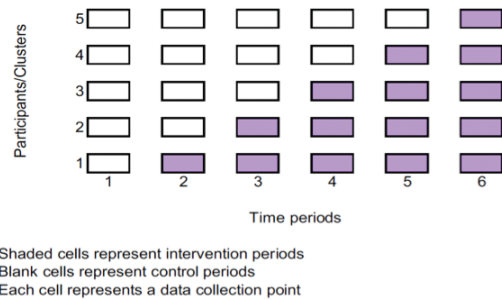 Participants/Clusters
5
4
3
2
1
1 2 3 4 5 6
Time periods
Shaded cells represent intervention periods
Blank cells represent control periods
Each cell represents a data collection point